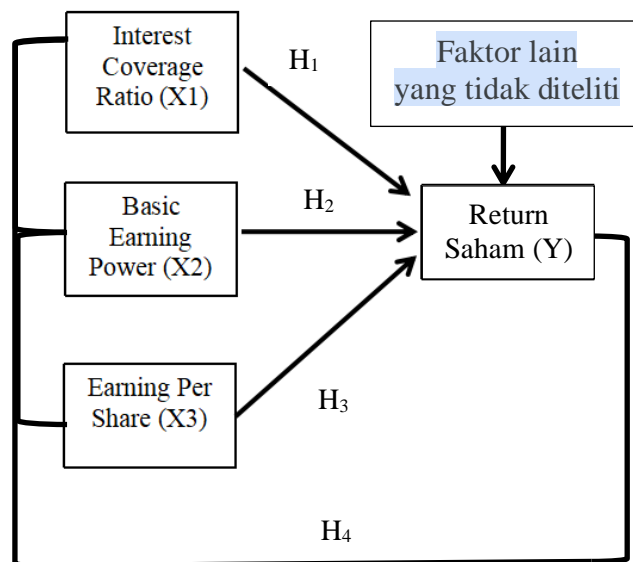 Interest
Coverage
Ratio (X1)
H1
Faktor lain
yang tidak diteliti
Basic
Earning
Power (X2)
H2
Return
Saham (Y)
Earning Per
Share (X3)
H3
H4